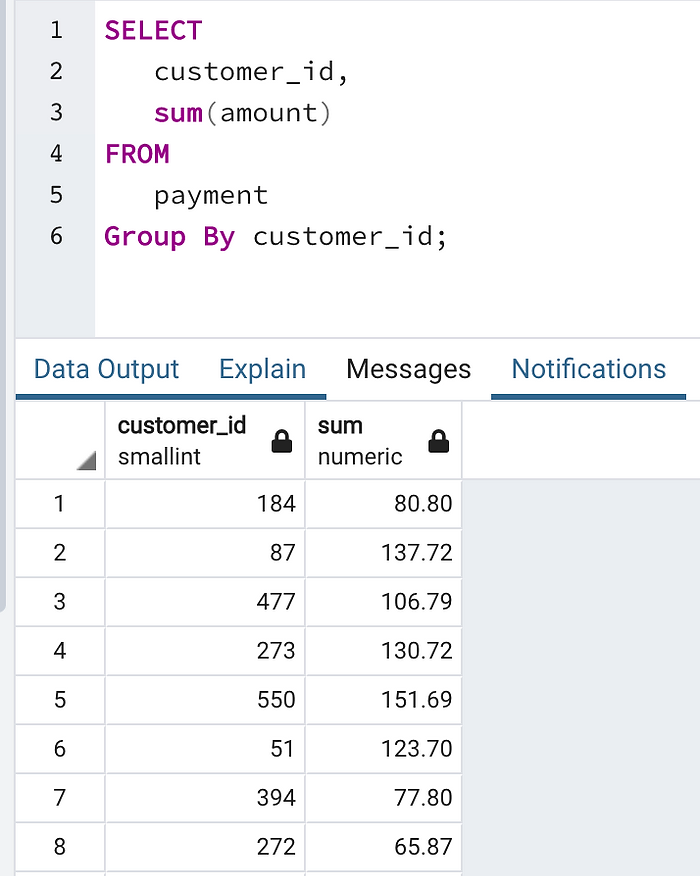 1 SELECT
2 customer_id,
3 sum(amount)
4 FROM
5 payment
6 Group By customer_id;
Data Output Explain Messages Notifications
customer_id sum
smallint numeric
1 184 80.80
2 87 137.72
3 477 106.79
4 273 130.72
5 550 151.69
6 51 123.70
7 394 77.80
8 272 65.87